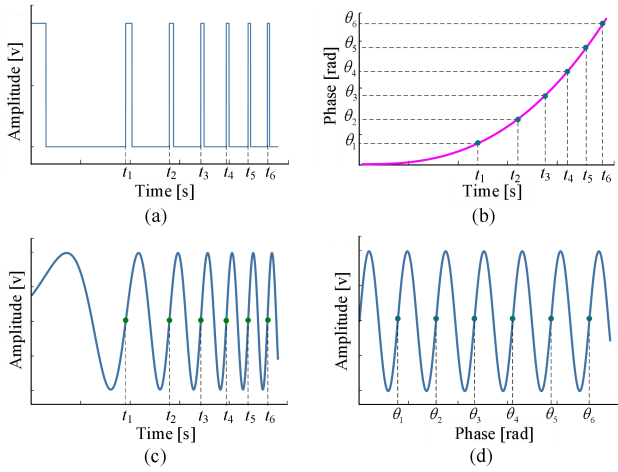 Amplitude [v]
t1 t2 t3 t4 t5 t6
Time [s]
(a)
Phase [rad]
θ6
θ5
θ4
θ3
θ2
θ1
t1 t2 t3 t4 t5 t6
Time [s]
(b)
Amplitude [v]
t1 t2 t3 t4 t5 t6
Time [s]
(c)
Amplitude [v]
θ1 θ2 θ3 θ4 θ5 θ6
Phase [rad]
(d)